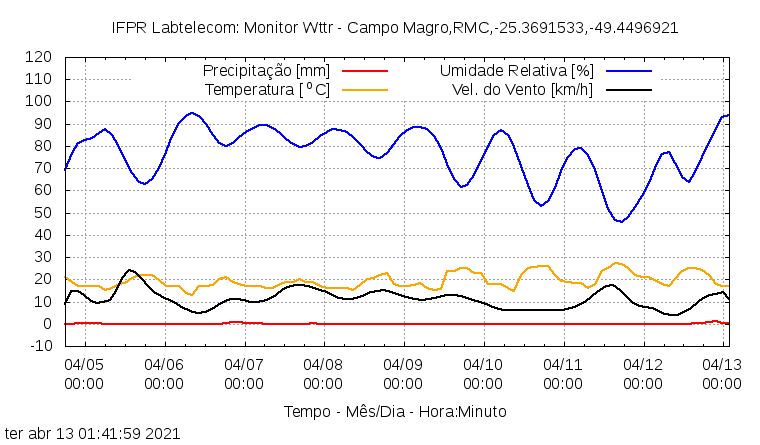 IFPR Labtelecom: Monitor Wttr - Campo Magro,RMC,-25.3691533,-49.4496921
120
110
100
90
80
70
60
50
40
30
20
10
0
-10
Precipitação [mm]
Temperatura [⁰C]
Umidade Relativa [%]
Vel. do Vento [km/h]
04/05 04/06 04/07 04/08 04/09 04/10 04/11 04/12 04/13
00:00 00:00 00:00 00:00 00:00 00:00 00:00 00:00 00:00
Tempo - Mês/Dia - Hora:Minuto
ter abr 13 01:41:59 2021